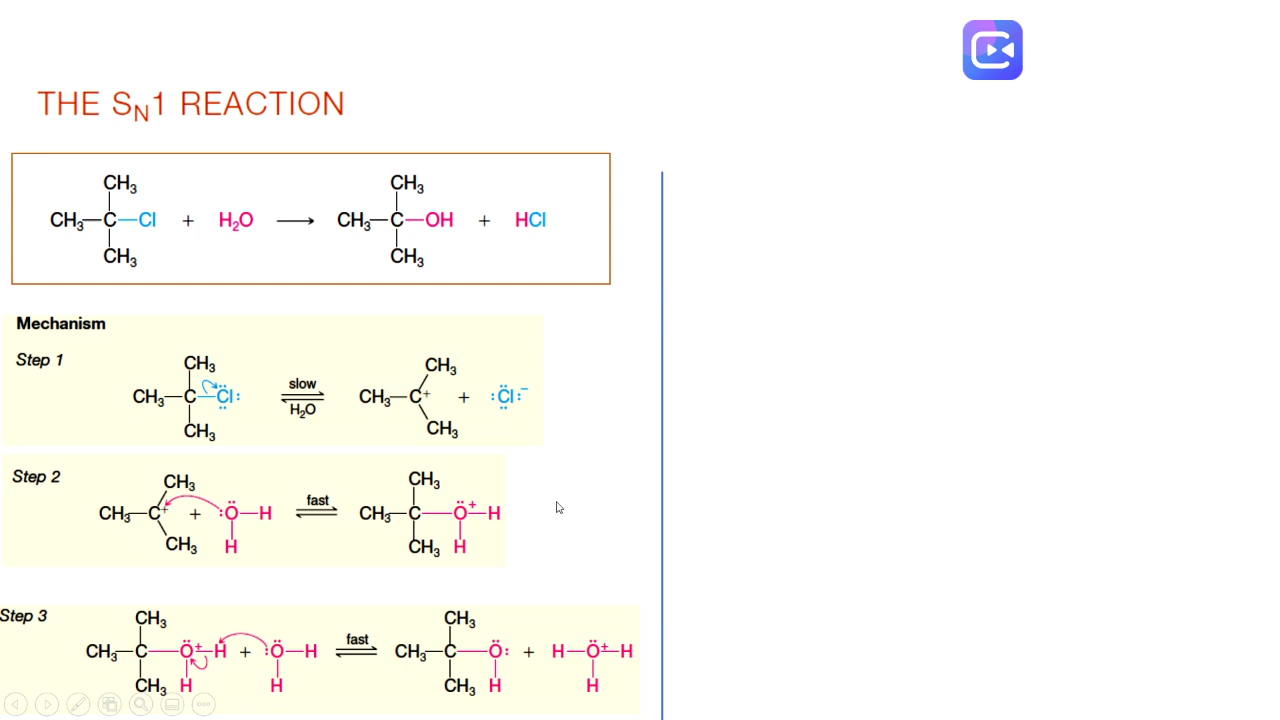 THE SN1 REACTION
CH3 CH3
CH3—C—Cl + H2O ⟶ CH3—C—OH + HCl
CH3 CH3
Mechanism
Step 1
CH3 CH3
CH3—C—Cl: slow H2O CH3—C+ + :Cl:−
CH3 CH3
Step 2
CH3 CH3
CH3—C+ + :O—H fast CH3—C—O+—H
CH3 H CH3 H
Step 3
CH3 CH3
CH3—C—O+—H + :O—H fast CH3—C—O: + H—O+—H
CH3 H H CH3 H H